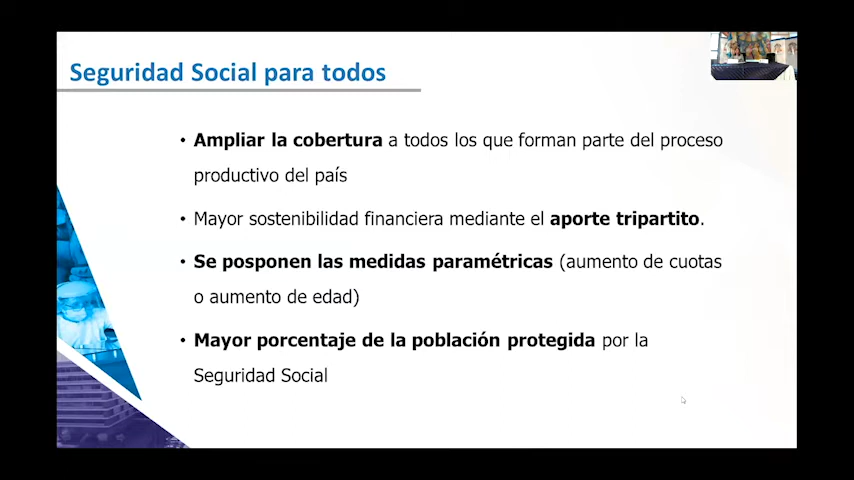 Seguridad Social para todos
• Ampliar la cobertura a todos los que forman parte del proceso
productivo del país
• Mayor sostenibilidad financiera mediante el aporte tripartito.
• Se posponen las medidas paramétricas (aumento de cuotas
o aumento de edad)
• Mayor porcentaje de la población protegida por la
Seguridad Social